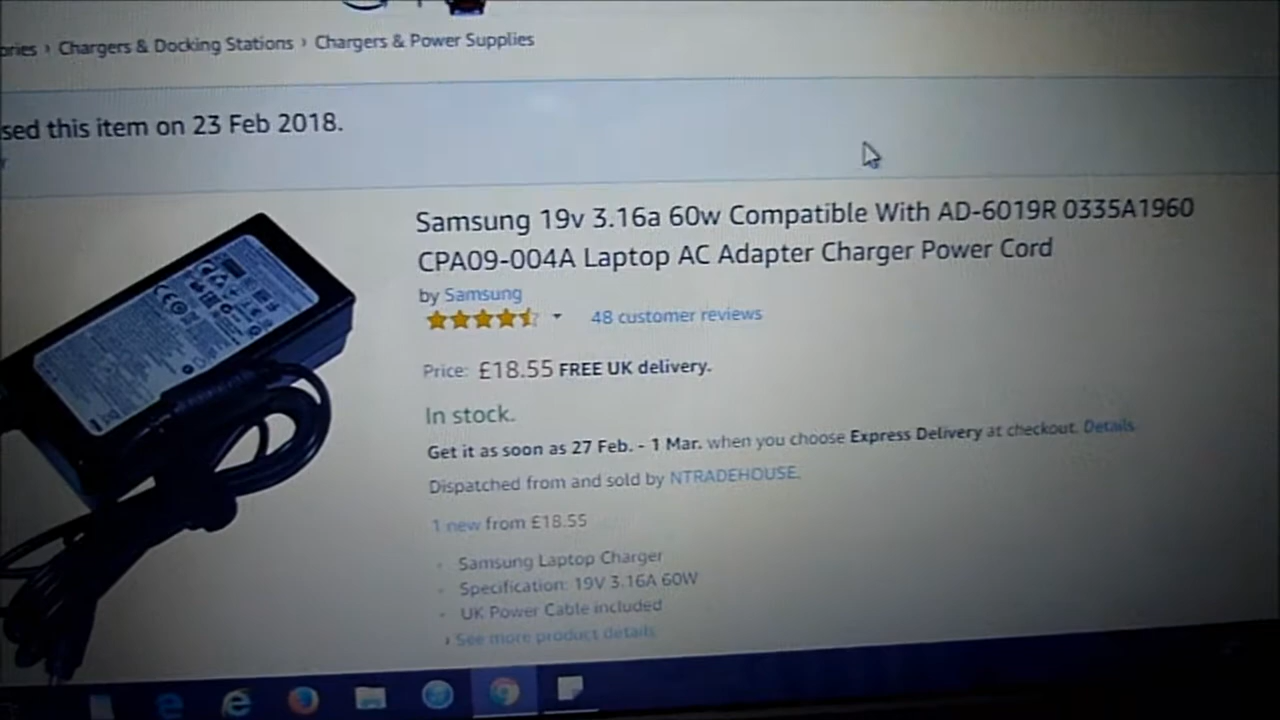 ories › Chargers & Docking Stations › Chargers & Power Supplies
sed this item on 23 Feb 2018.
Samsung 19v 3.16a 60w Compatible With AD-6019R 0335A1960
CPA09-004A Laptop AC Adapter Charger Power Cord
by Samsung
48 customer reviews
Price: £18.55 FREE UK delivery.
In stock.
Get it as soon as 27 Feb. - 1 Mar. when you choose Express Delivery at checkout. Details
Dispatched from and sold by NTRADEHOUSE.
1 new from £18.55
Samsung Laptop Charger
Specification: 19V 3.16A 60W
UK Power Cable included
› See more product details